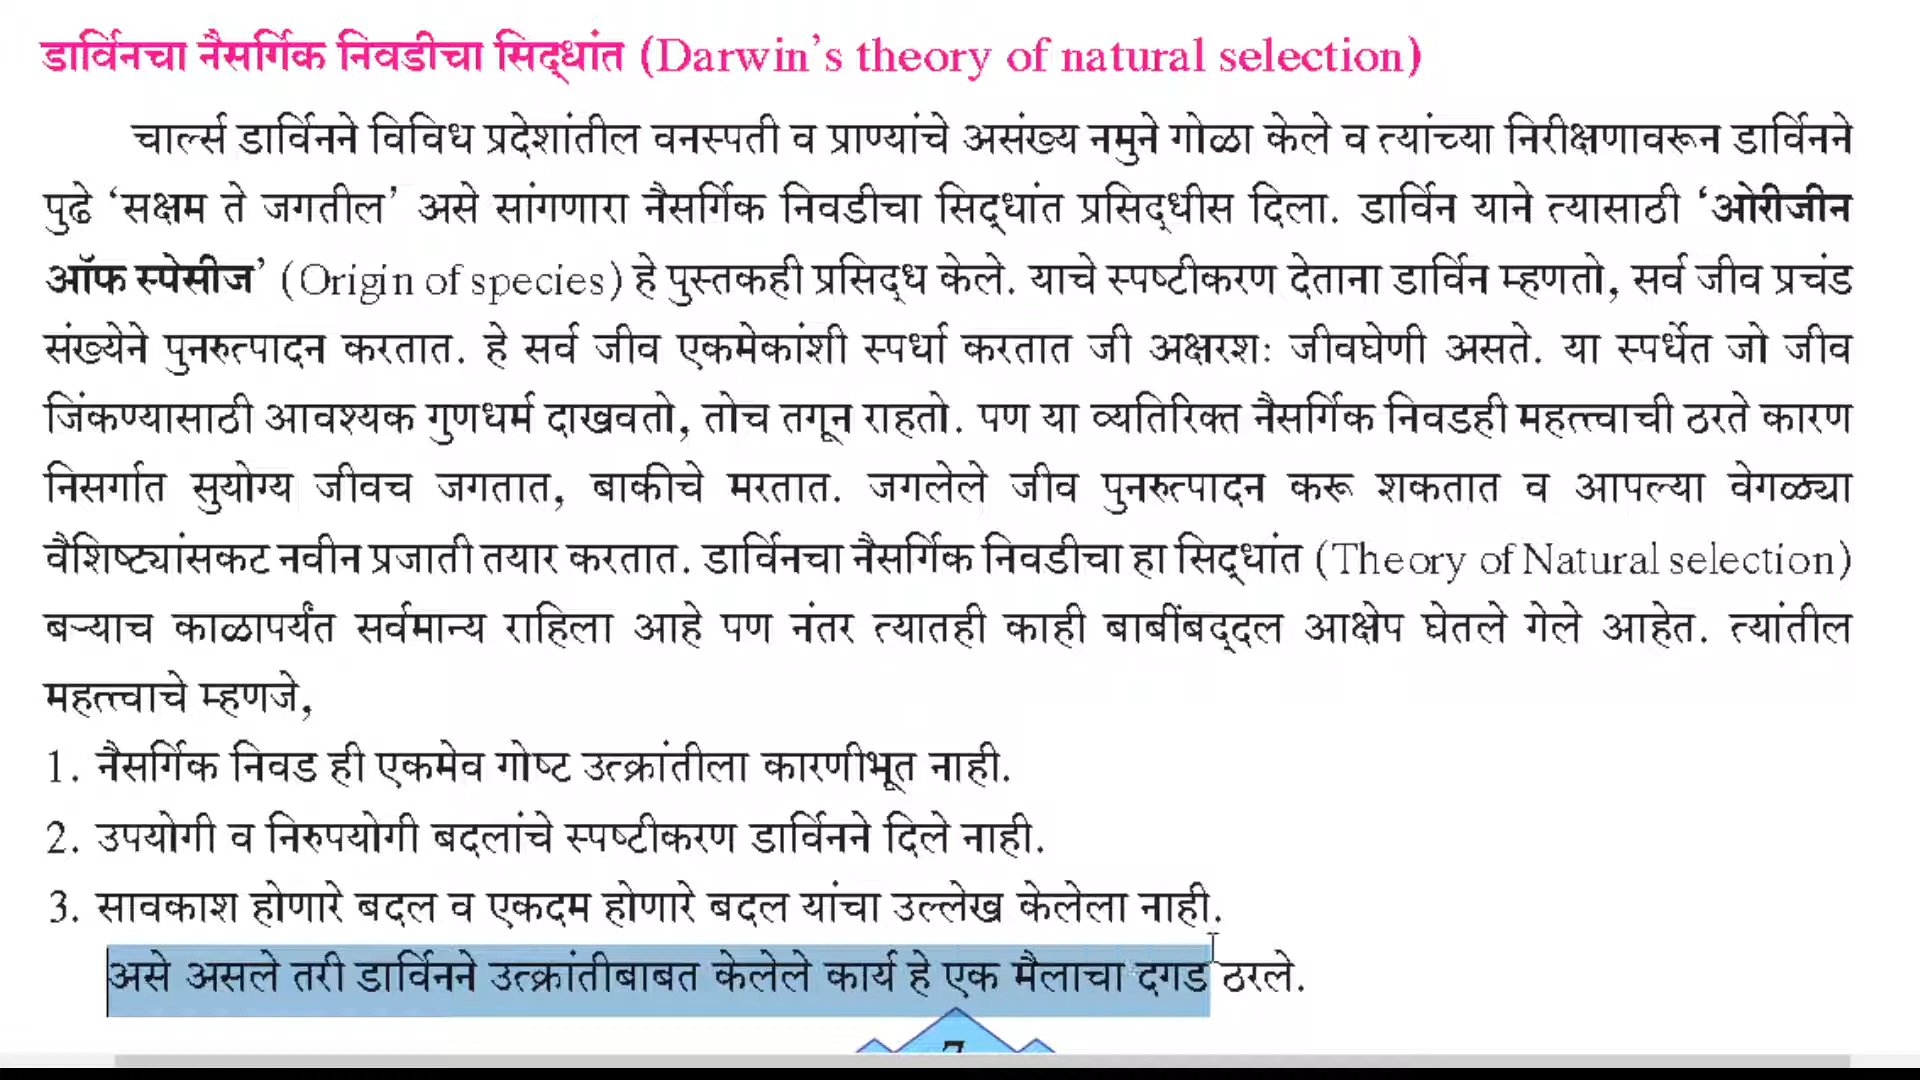 डार्विनचा नैसर्गिक निवडीचा सिद्धांत (Darwin's theory of natural selection)
चार्ल्स डार्विनने विविध प्रदेशांतील वनस्पती व प्राण्यांचे असंख्य नमुने गोळा केले व त्यांच्या निरीक्षणावरून डार्विनने
पुढे ‘सक्षम ते जगतील’ असे सांगणारा नैसर्गिक निवडीचा सिद्धांत प्रसिद्धीस दिला. डार्विन याने त्यासाठी ‘ओरीजीन
ऑफ स्पेसीज’ (Origin of species) हे पुस्तकही प्रसिद्ध केले. याचे स्पष्टीकरण देताना डार्विन म्हणतो, सर्व जीव प्रचंड
संख्येने पुनरुत्पादन करतात. हे सर्व जीव एकमेकांशी स्पर्धा करतात जी अक्षरशः जीवघेणी असते. या स्पर्धेत जो जीव
जिंकण्यासाठी आवश्यक गुणधर्म दाखवतो, तोच तगून राहतो. पण या व्यतिरिक्त नैसर्गिक निवडही महत्त्वाची ठरते कारण
निसर्गात सुयोग्य जीवच जगतात, बाकीचे मरतात. जगलेले जीव पुनरुत्पादन करू शकतात व आपल्या वेगळ्या
वैशिष्ट्यांसकट नवीन प्रजाती तयार करतात. डार्विनचा नैसर्गिक निवडीचा हा सिद्धांत (Theory of Natural selection)
बऱ्याच काळापर्यंत सर्वमान्य राहिला आहे पण नंतर त्यातही काही बाबींबद्दल आक्षेप घेतले गेले आहेत. त्यांतील
महत्त्वाचे म्हणजे,
1. नैसर्गिक निवड ही एकमेव गोष्ट उत्क्रांतीला कारणीभूत नाही.
2. उपयोगी व निरुपयोगी बदलांचे स्पष्टीकरण डार्विनने दिले नाही.
3. सावकाश होणारे बदल व एकदम होणारे बदल यांचा उल्लेख केलेला नाही.
असे असले तरी डार्विनने उत्क्रांतीबाबत केलेले कार्य हे एक मैलाचा दगड ठरले.